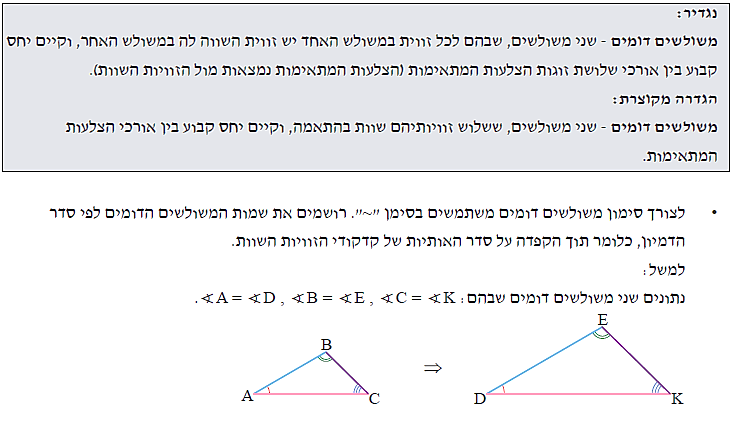 נגדיר:
משולשים דומים - שני משולשים, שבהם לכל זווית במשולש האחד יש זווית השווה לה במשולש האחר, וקיים יחס
קבוע בין אורכי שלושת זוגות הצלעות המתאימות (הצלעות המתאימות נמצאות מול הזוויות השוות).
הגדרה מקוצרת:
משולשים דומים - שני משולשים, ששלוש זוויותיהם שוות בהתאמה, וקיים יחס קבוע בין אורכי הצלעות
המתאימות.
• לצורך סימון משולשים דומים משתמשים בסימן "~". רושמים את שמות המשולשים הדומים לפי סדר
הדמיון, כלומר תוך הקפדה על סדר האותיות של קדקודי הזוויות השוות.
למשל:
נתונים שני משולשים דומים שבהם: ∢A = ∢D , ∢B = ∢E , ∢C = ∢K.
E
B
⇒
A C D K